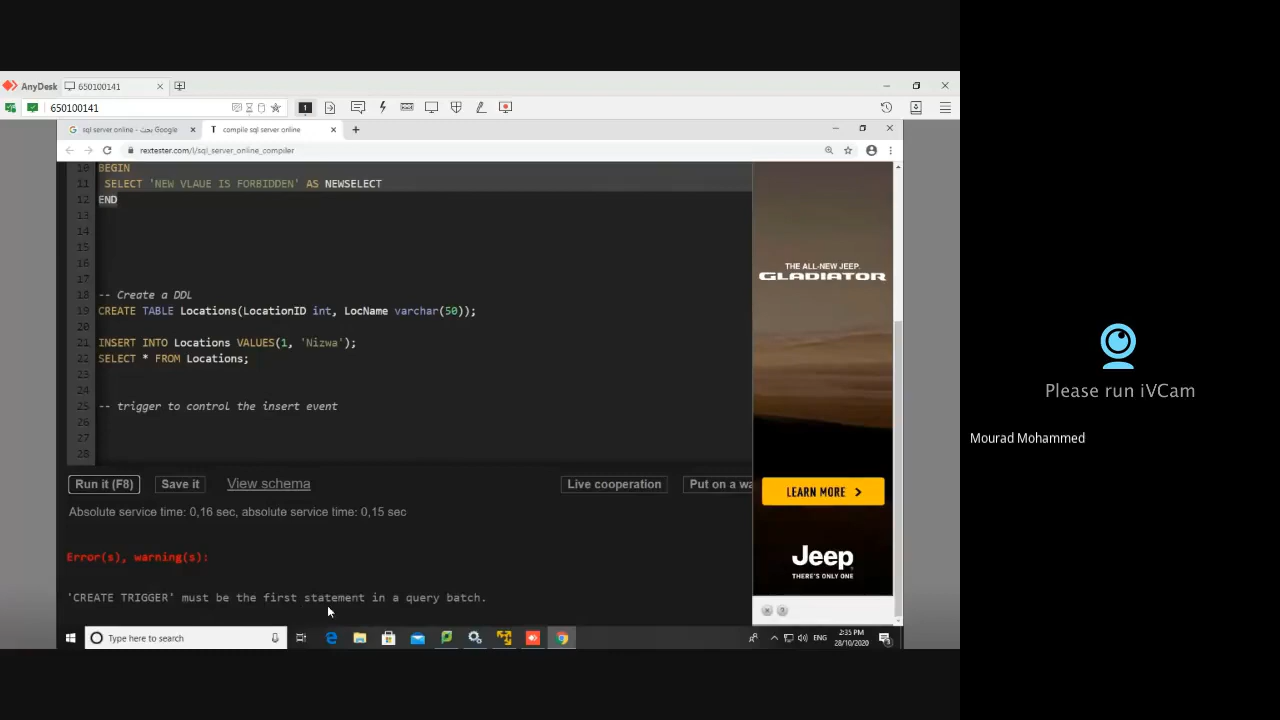 AnyDesk
650100141
650100141
1
sql server online - بحث Google
T compile sql server online
rextester.com/l/sql_server_online_compiler
10 BEGIN
11 SELECT 'NEW VLAUE IS FORBIDDEN' AS NEWSELECT
12 END
13
14
15
16
17
18 -- Create a DDL
19 CREATE TABLE Locations(LocationID int, LocName varchar(50));
20
21 INSERT INTO Locations VALUES(1, 'Nizwa');
22 SELECT * FROM Locations;
23
24
25 -- trigger to control the insert event
26
27
28
Run it (F8) Save it View schema Live cooperation Put on a wa
Absolute service time: 0,16 sec, absolute service time: 0,15 sec
Error(s), warning(s):
'CREATE TRIGGER' must be the first statement in a query batch.
THE ALL-NEW JEEP
GLADIATOR
LEARN MORE
Jeep
THERE'S ONLY ONE
Type here to search
ENG
2:35 PM
28/10/2020
Please run iVCam
Mourad Mohammed